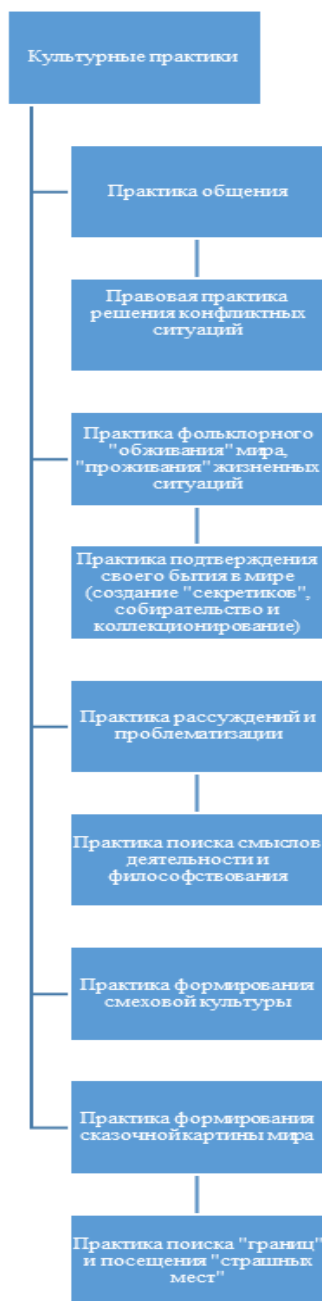 Культурные практики
Практика общения
Правовая практика
решения конфликтных
ситуаций
Практика фольклорного
"обживания" мира,
"проживания" жизненных
ситуаций
Практика подтверждения
своего бытия в мире
(создание "секретиков",
собирательство и
коллекционирование)
Практика рассуждений и
проблематизации
Практика поиска смыслов
деятельности и
философствования
Практика формирования
смеховой культуры
Практика формирования
сказочной картины мира
Практика поиска "границ"
и посещения "страшных
мест"